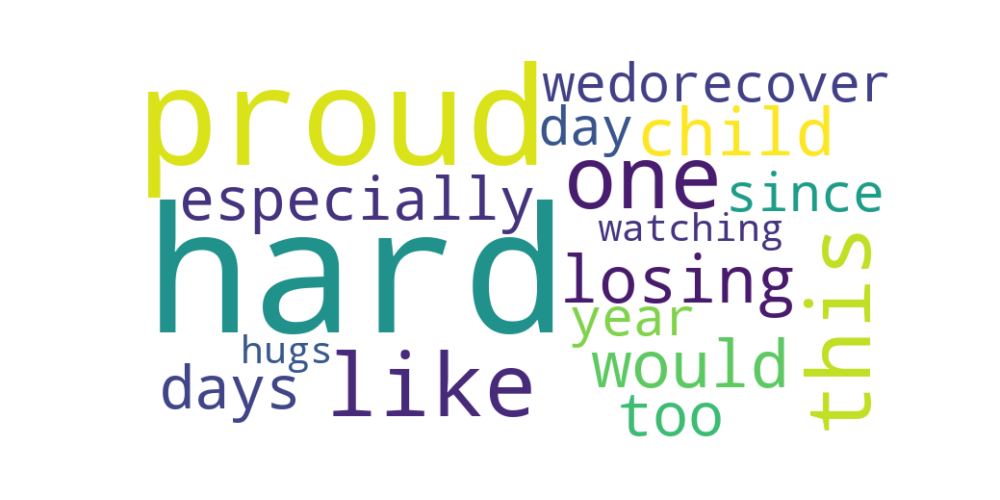 proud
wedorecover
day
child
especially
one
since
hard
watching
losing
this
year
hugs
days
like
would
too